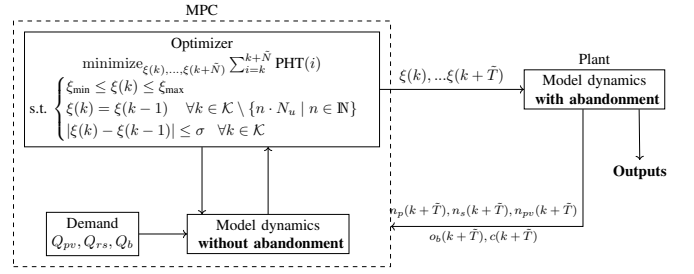 MPC
Optimizer
minimize_{ξ(k),...,ξ(k+Ñ)} ∑_{i=k}^{k+Ñ} PHT(i)
s.t. { ξ_min ≤ ξ(k) ≤ ξ_max
ξ(k) = ξ(k − 1) ∀k ∈ 𝒦 \ {n · N_u | n ∈ ℕ}
|ξ(k) − ξ(k − 1)| ≤ σ ∀k ∈ 𝒦
Demand
Q_pv, Q_rs, Q_b
Model dynamics
without abandonment
ξ(k), ...ξ(k + T̃)
Plant
Model dynamics
with abandonment
Outputs
n_p(k + T̃), n_s(k + T̃), n_pv(k + T̃)
o_b(k + T̃), c(k + T̃)